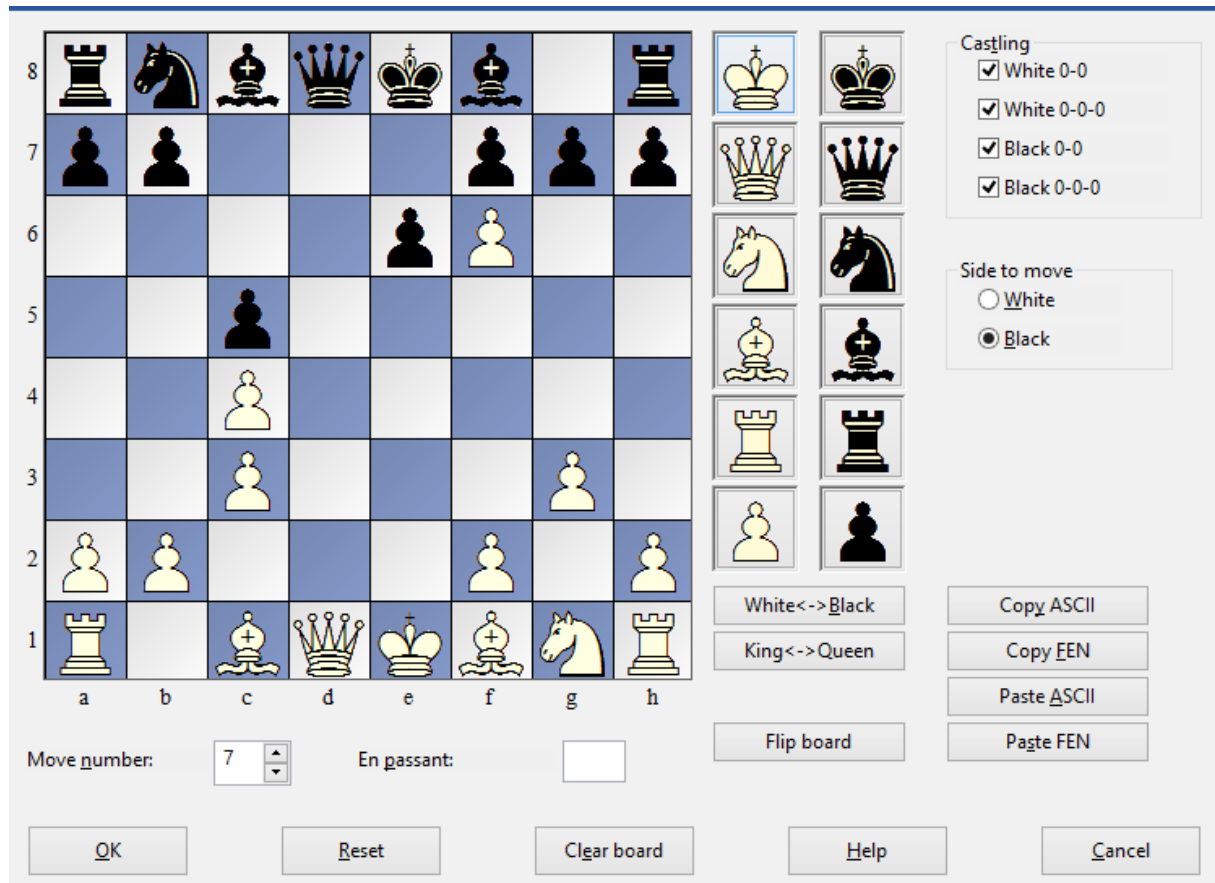 8
7
6
5
4
3
2
1
a b c d e f g h
Castling
White 0-0
White 0-0-0
Black 0-0
Black 0-0-0
Side to move
White
Black
White<->Black
King<->Queen
Flip board
Copy ASCII
Copy FEN
Paste ASCII
Paste FEN
Move number: 7 En passant:
OK Reset Clear board Help Cancel